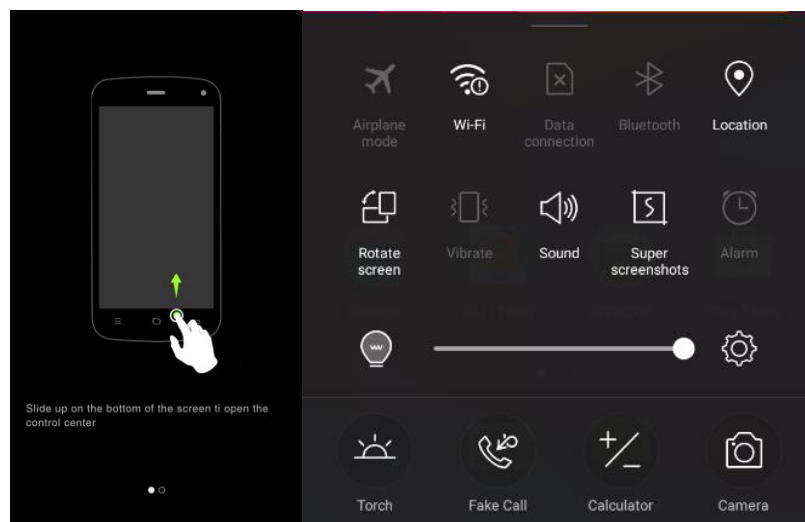 Slide up on the bottom of the screen ti open the
control center
Airplane
mode
Wi-Fi
Data
connection
Bluetooth
Location
Rotate
screen
Vibrate
Sound
Super
screenshots
Alarm
Torch
Fake Call
Calculator
Camera